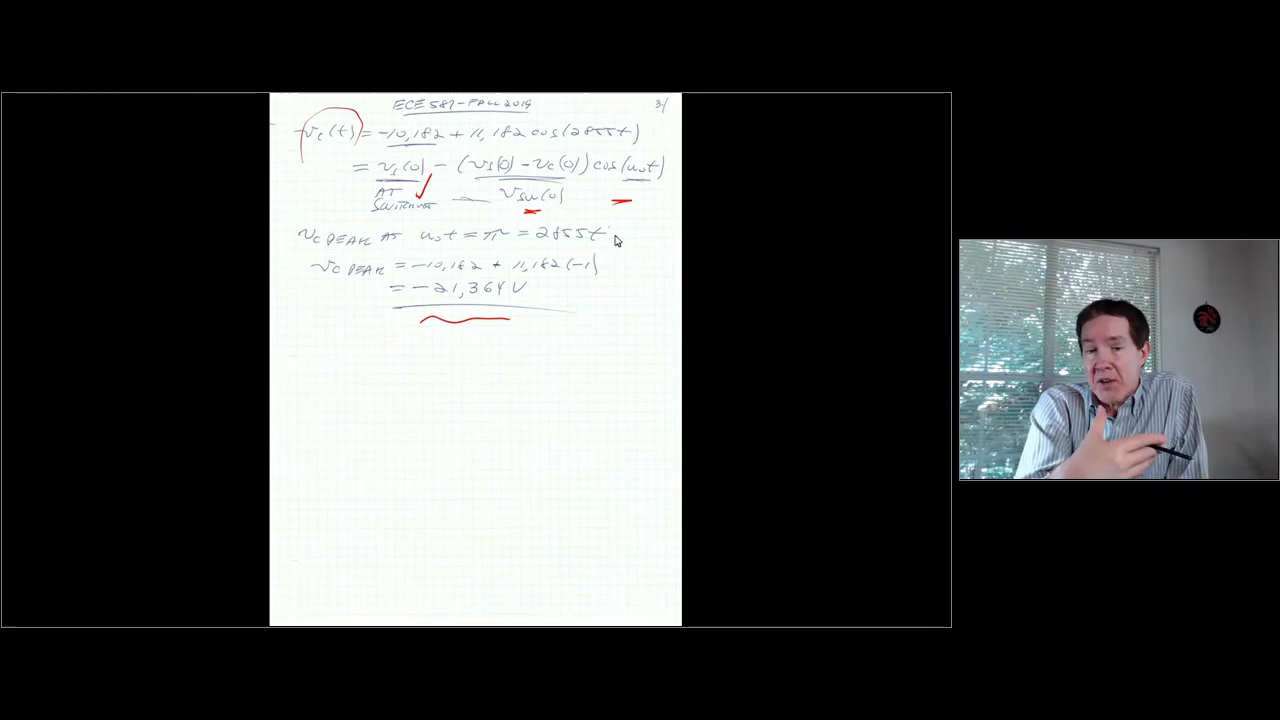 ECE 587-FALL 2019 3/
vc(t) = -10,182 + 11,182 cos(2855t)
= vs(0) - (vs(0) - vc(0)) cos(ω0t)
AT SWITCHING vsw(0)
vc PEAK AT ω0t = π = 2855t
vc PEAK = -10,182 + 11,182(-1)
= -21,364 V